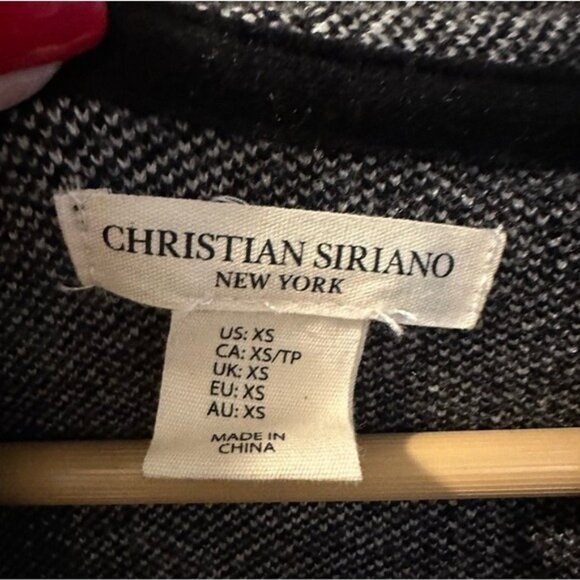 CHRISTIAN SIRIANO
NEW YORK
US: XS
CA: XS/TP
UK: XS
EU: XS
AU: XS
MADE IN
CHINA